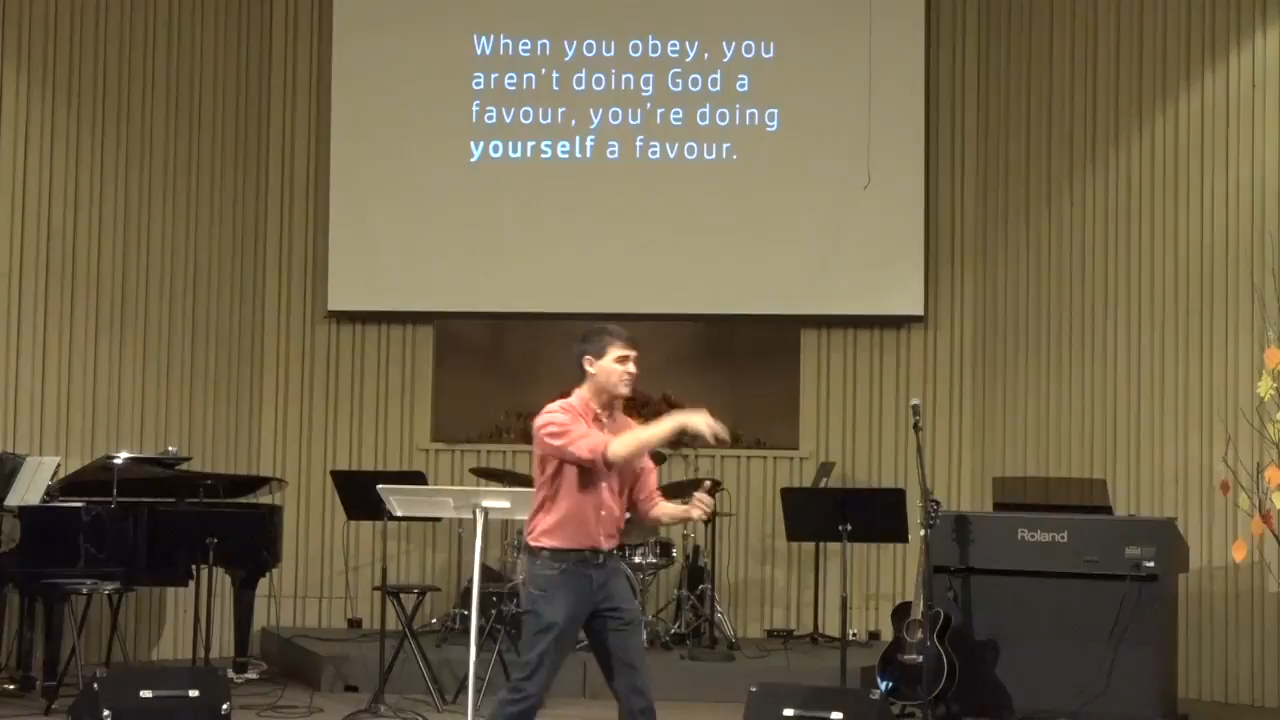 When you obey, you
aren't doing God a
favour, you're doing
yourself a favour.
Roland